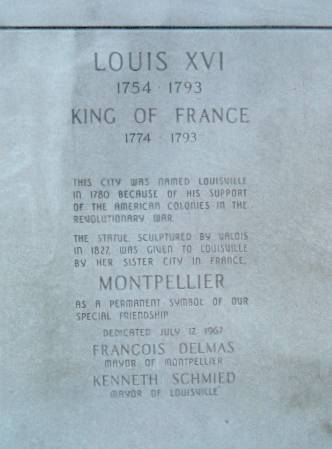 LOUIS XVI
1754 · 1793
KING OF FRANCE
1774 · 1793
THIS CITY WAS NAMED LOUISVILLE
IN 1780 BECAUSE OF HIS SUPPORT
OF THE AMERICAN COLONIES IN THE
REVOLUTIONARY WAR.
THE STATUE, SCULPTURED BY VALOIS
IN 1827, WAS GIVEN TO LOUISVILLE
BY HER SISTER CITY IN FRANCE,
MONTPELLIER
AS A PERMANENT SYMBOL OF OUR
SPECIAL FRIENDSHIP
DEDICATED JULY 17, 1967
FRANÇOIS DELMAS
MAYOR OF MONTPELLIER
KENNETH SCHMIED
MAYOR OF LOUISVILLE